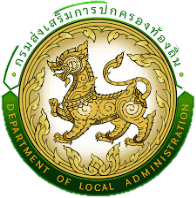 กรมส่งเสริมการปกครองท้องถิ่น
DEPARTMENT OF LOCAL ADMINISTRATION